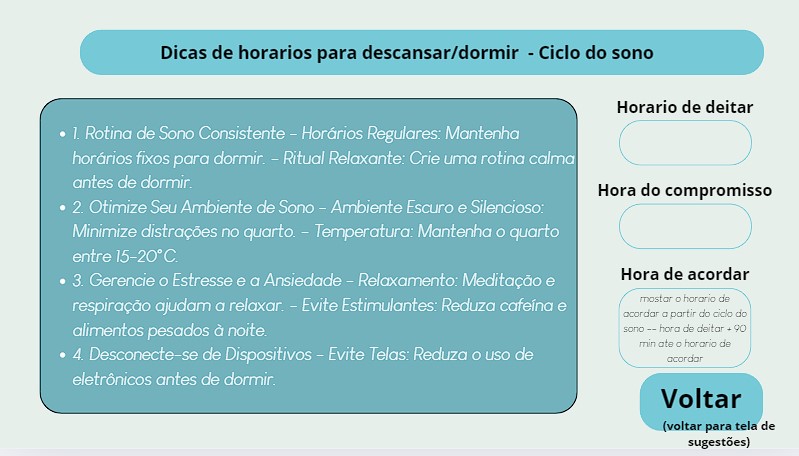 Dicas de horarios para descansar/dormir - Ciclo do sono
• 1. Rotina de Sono Consistente - Horários Regulares: Mantenha
horários fixos para dormir. - Ritual Relaxante: Crie uma rotina calma
antes de dormir.
• 2. Otimize Seu Ambiente de Sono - Ambiente Escuro e Silencioso:
Minimize distrações no quarto. - Temperatura: Mantenha o quarto
entre 15-20°C.
• 3. Gerencie o Estresse e a Ansiedade - Relaxamento: Meditação e
respiração ajudam a relaxar. - Evite Estimulantes: Reduza cafeína e
alimentos pesados à noite.
• 4. Desconecte-se de Dispositivos - Evite Telas: Reduza o uso de
eletrônicos antes de dormir.
Horario de deitar
Hora do compromisso
Hora de acordar
mostar o horario de
acordar a partir do ciclo do
sono -- hora de deitar + 90
min ate o horario de
acordar
Voltar
(voltar para tela de
sugestões)